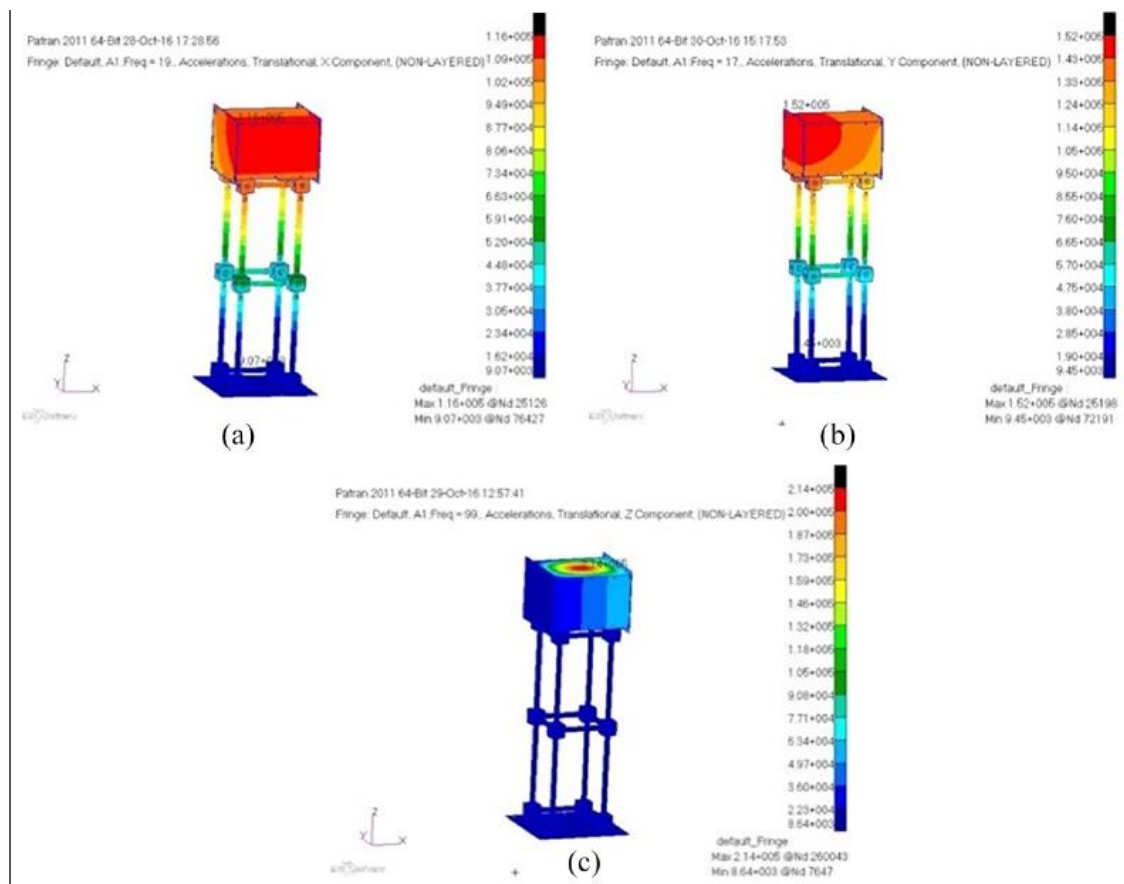 Patran 2011 64-Bit 28-Oct-16 17:28:56
Fringe: Default, A1:Freq.= 19., Accelerations, Translational, X Component, (NON-LAYERED)
1.16+005
1.09+005
1.02+005
9.49+004
8.77+004
8.06+004
7.34+004
6.63+004
5.91+004
5.20+004
4.48+004
3.77+004
3.05+004
2.34+004
1.62+004
9.07+003
1.16+005
9.07+003
Z
Y
X
default_Fringe :
Max 1.16+005 @Nd 25126
Min 9.07+003 @Nd 76427
(a)
Patran 2011 64-Bit 30-Oct-16 15:17:53
Fringe: Default, A1:Freq.= 17., Accelerations, Translational, Y Component, (NON-LAYERED)
1.52+005
1.43+005
1.33+005
1.24+005
1.14+005
1.05+005
9.50+004
8.55+004
7.60+004
6.65+004
5.70+004
4.75+004
3.80+004
2.85+004
1.90+004
9.45+003
1.52+005
45+003
Z
Y
X
default_Fringe :
Max 1.52+005 @Nd 25198
Min 9.45+003 @Nd 72191
(b)
Patran 2011 64-Bit 29-Oct-16 12:57:41
Fringe: Default, A1:Freq.= 99., Accelerations, Translational, Z Component, (NON-LAYERED)
2.14+005
2.00+005
1.87+005
1.73+005
1.59+005
1.46+005
1.32+005
1.18+005
1.05+005
9.08+004
7.71+004
6.34+004
4.97+004
3.60+004
2.23+004
8.64+003
Z
Y
X
default_Fringe :
Max 2.14+005 @Nd 260043
Min 8.64+003 @Nd 7647
(c)